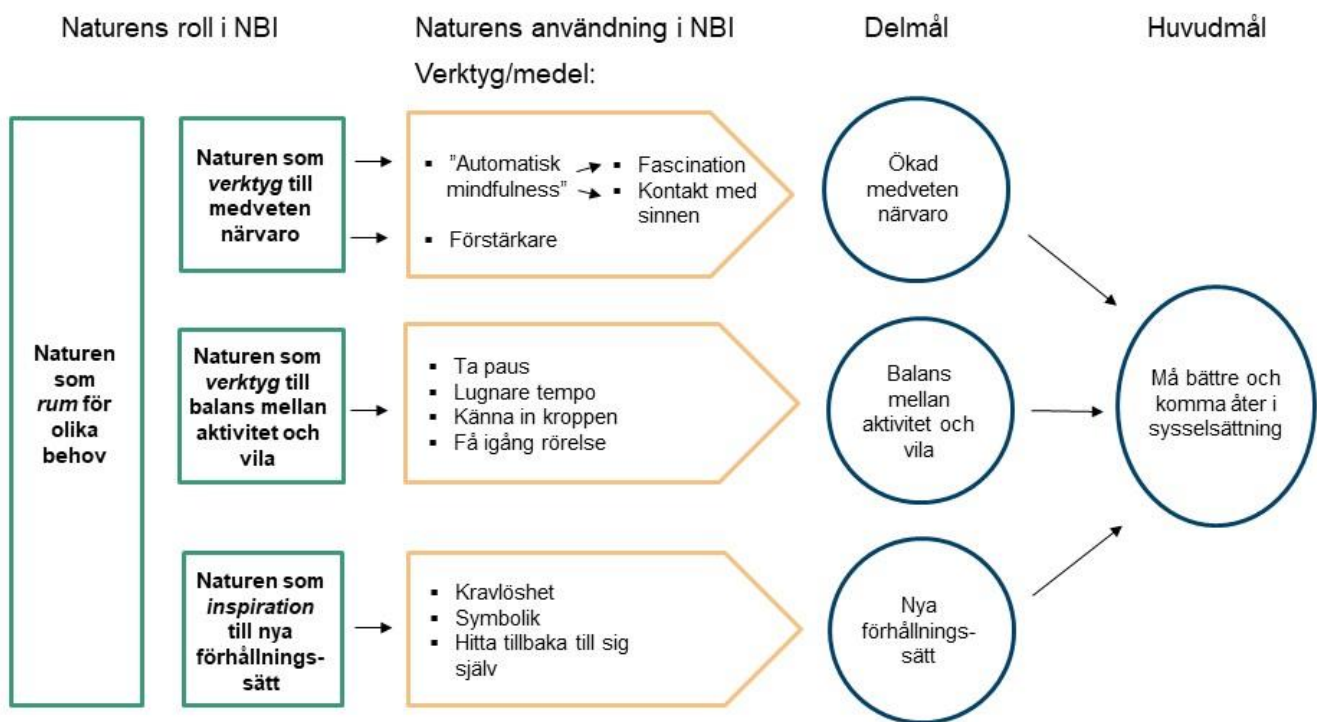 Naturens roll i NBI
Naturens användning i NBI
Verktyg/medel:
Delmål
Huvudmål
Naturen
som
rum för
olika
behov
Naturen som
verktyg till
medveten
närvaro
▪ ”Automatisk
mindfulness”
▪ Fascination
▪ Kontakt med
sinnen
▪ Förstärkare
Ökad
medveten
närvaro
Naturen som
verktyg till
balans mellan
aktivitet och
vila
▪ Ta paus
▪ Lugnare tempo
▪ Känna in kroppen
▪ Få igång rörelse
Balans
mellan
aktivitet och
vila
Må bättre och
komma åter i
sysselsättning
Naturen som
inspiration
till nya
förhållnings-
sätt
▪ Kravlöshet
▪ Symbolik
▪ Hitta tillbaka till sig
själv
Nya
förhållnings-
sätt